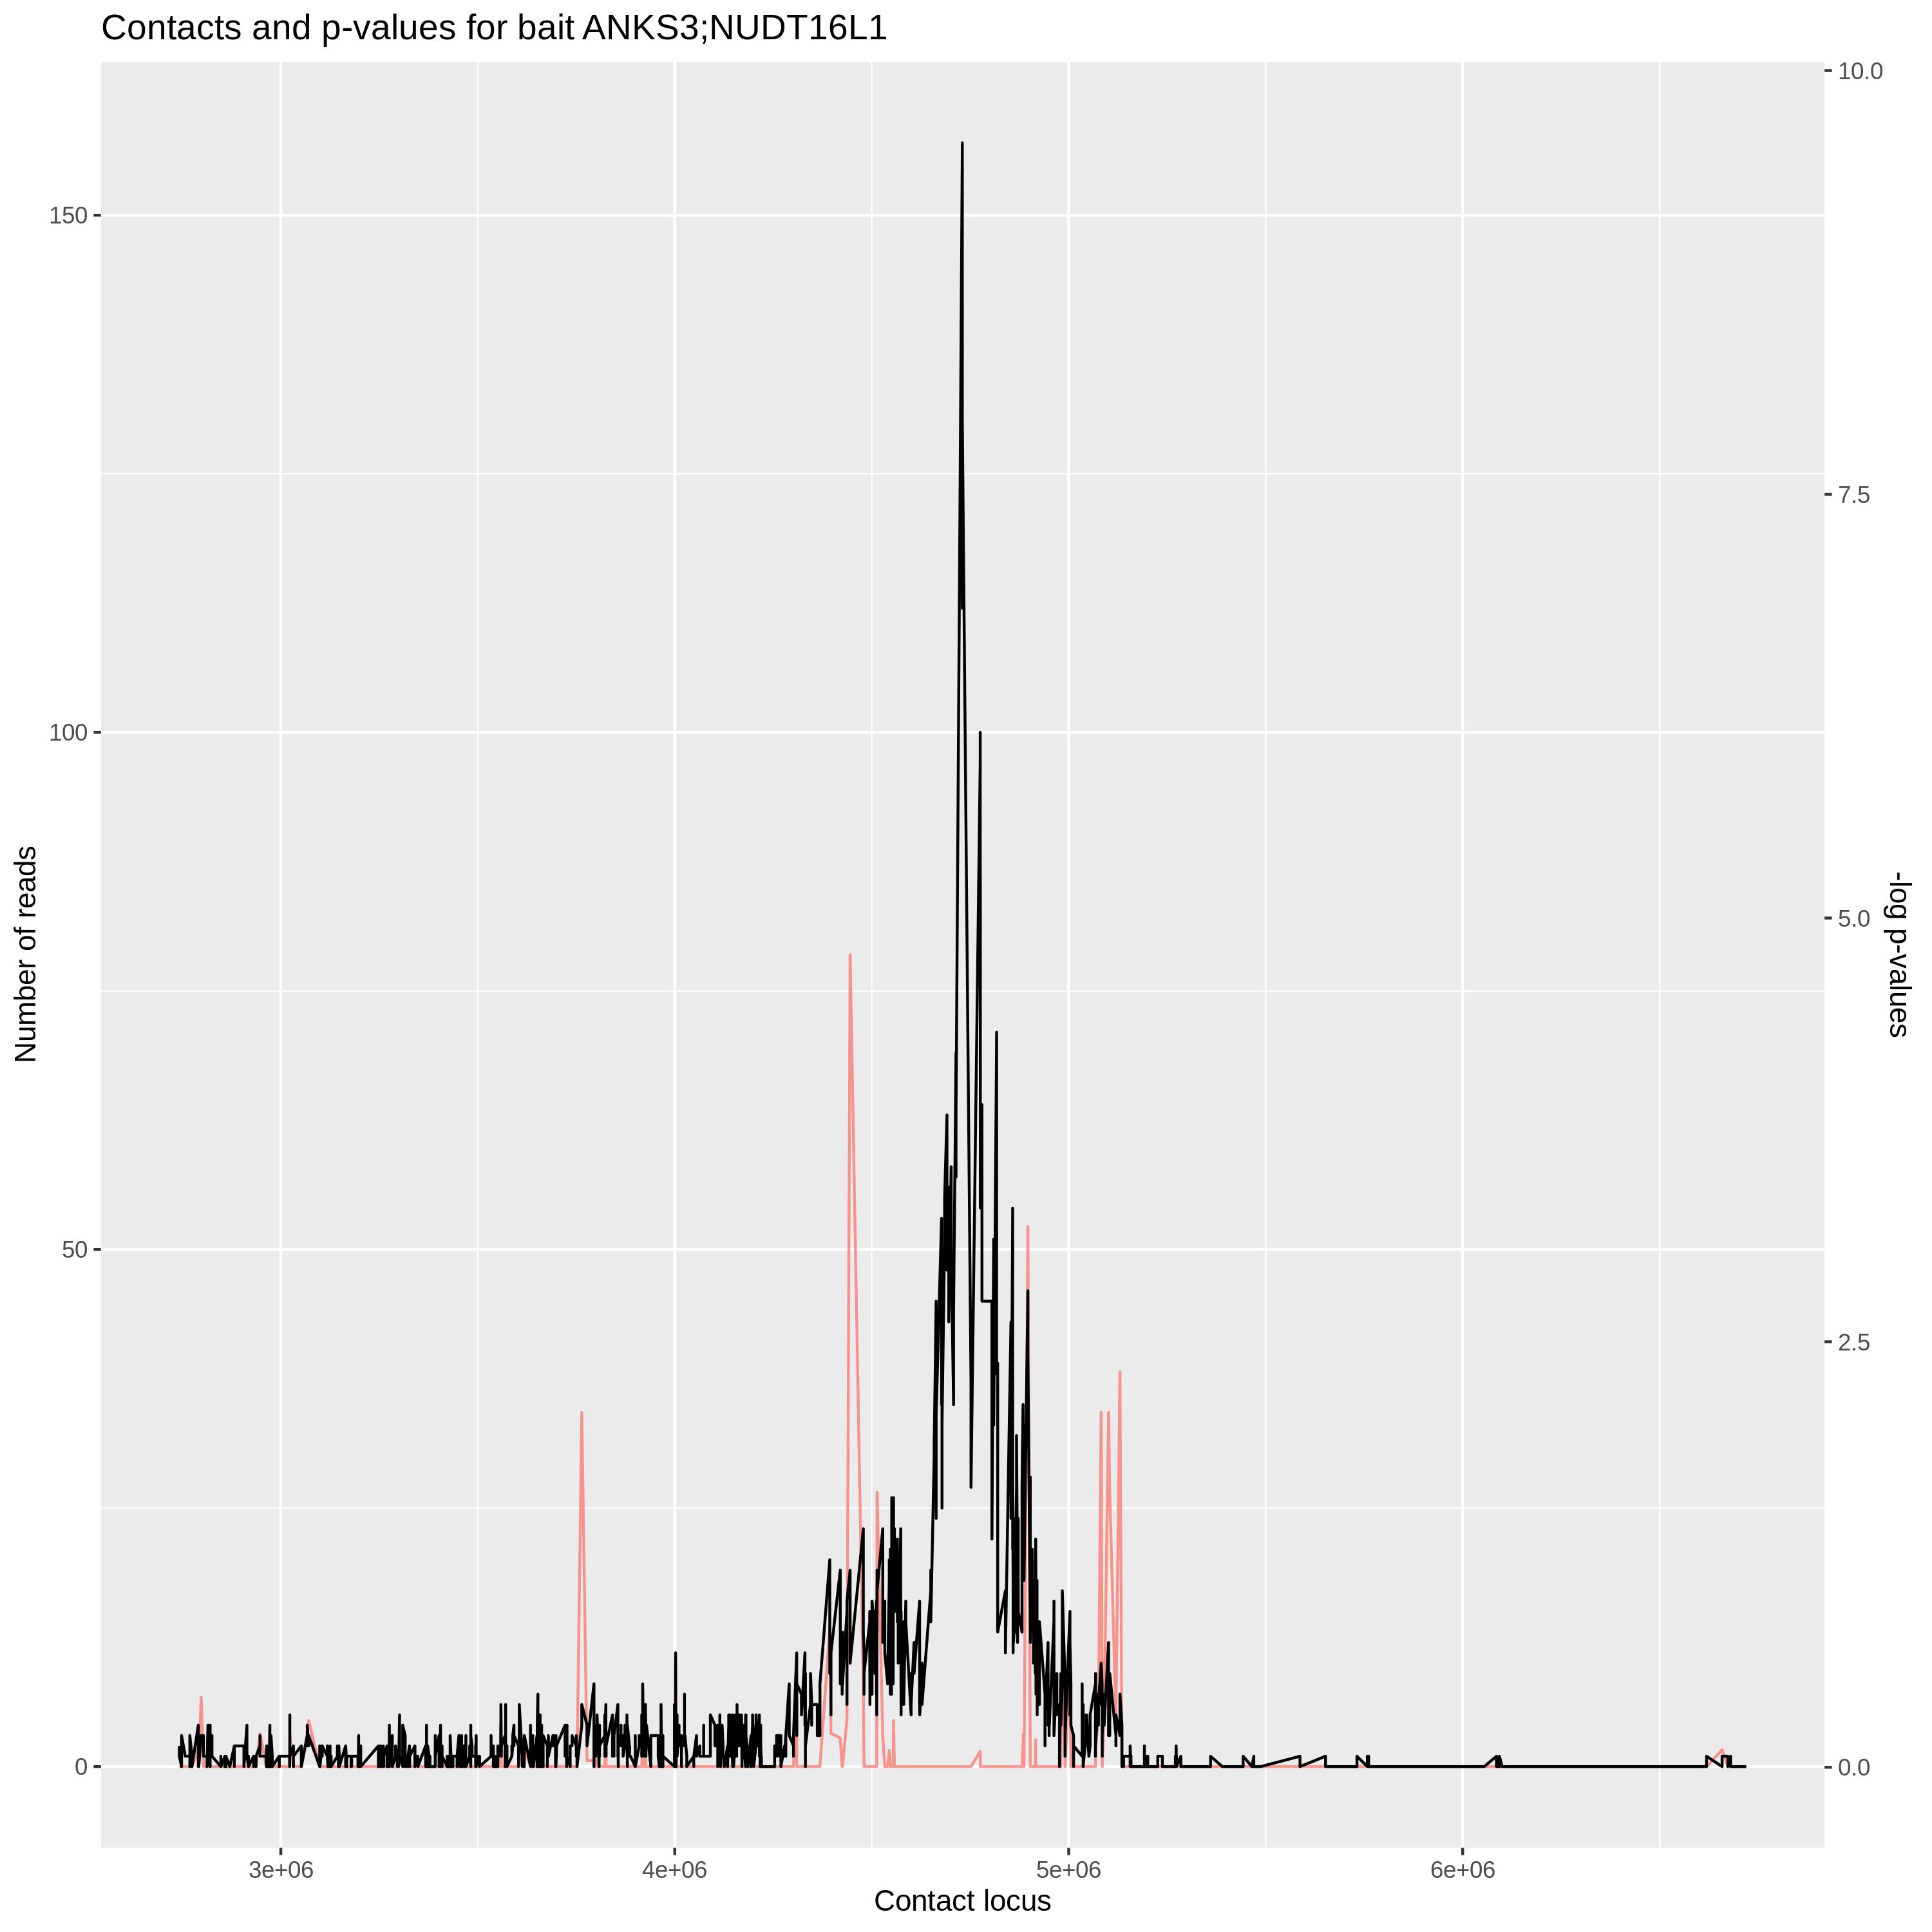 Contacts and p-values for bait ANKS3;NUDT16L1
10.0
150
7.5
100
5.0
Number of reads
-log p-values
50
2.5
0
0.0
3e+06
4e+06
5e+06
6e+06
Contact locus